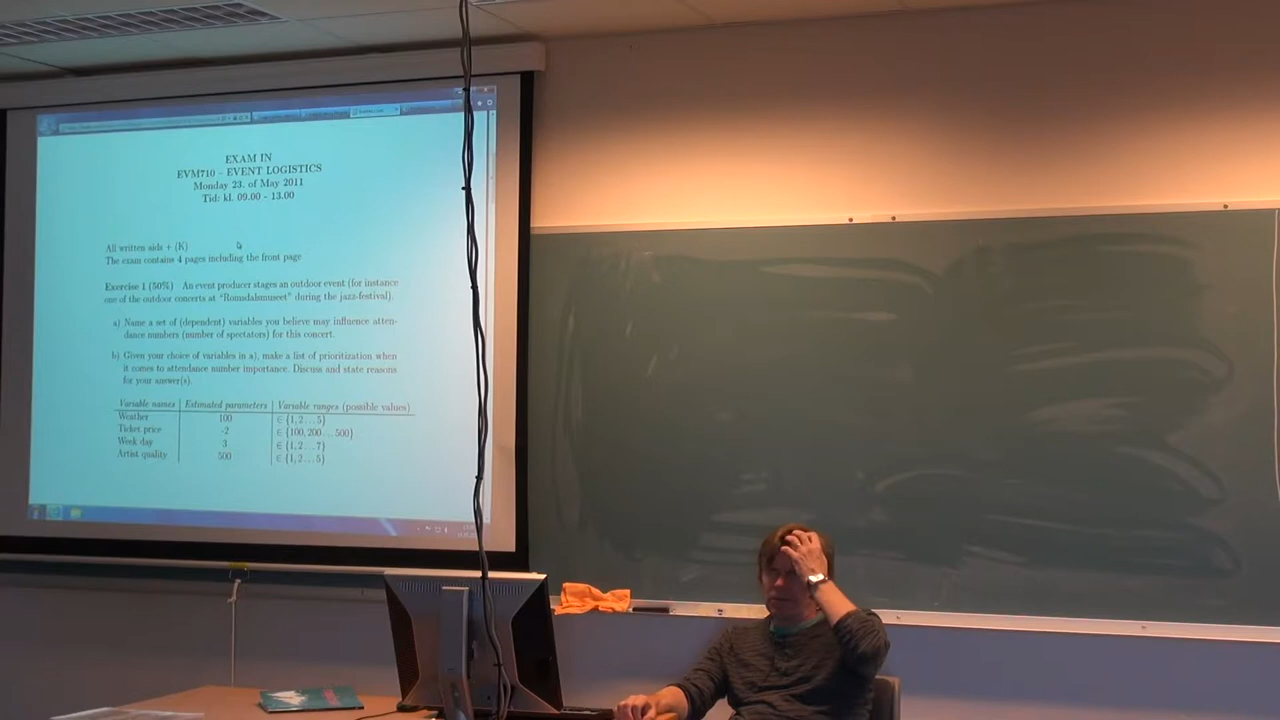 EXAM IN
EVM710 – EVENT LOGISTICS
Monday 23. of May 2011
Tid: kl. 09.00 - 13.00
All written aids + (K)
The exam contains 4 pages including the front page
Exercise 1 (50%) An event producer stages an outdoor event (for instance
one of the outdoor concerts at "Romsdalsmuseet" during the jazz-festival).
a) Name a set of (dependent) variables you believe may influence atten-
dance numbers (number of spectators) for this concert.
b) Given your choice of variables in a), make a list of prioritization when
it comes to attendance number importance. Discuss and state reasons
for your answer(s).
Variable names Estimated parameters Variable ranges (possible values)
Weather 100 ∈ {1, 2 . . . 5}
Ticket price -2 ∈ {100, 200 . . . 500}
Week day 3 ∈ {1, 2 . . . 7}
Artist quality 500 ∈ {1, 2 . . . 5}